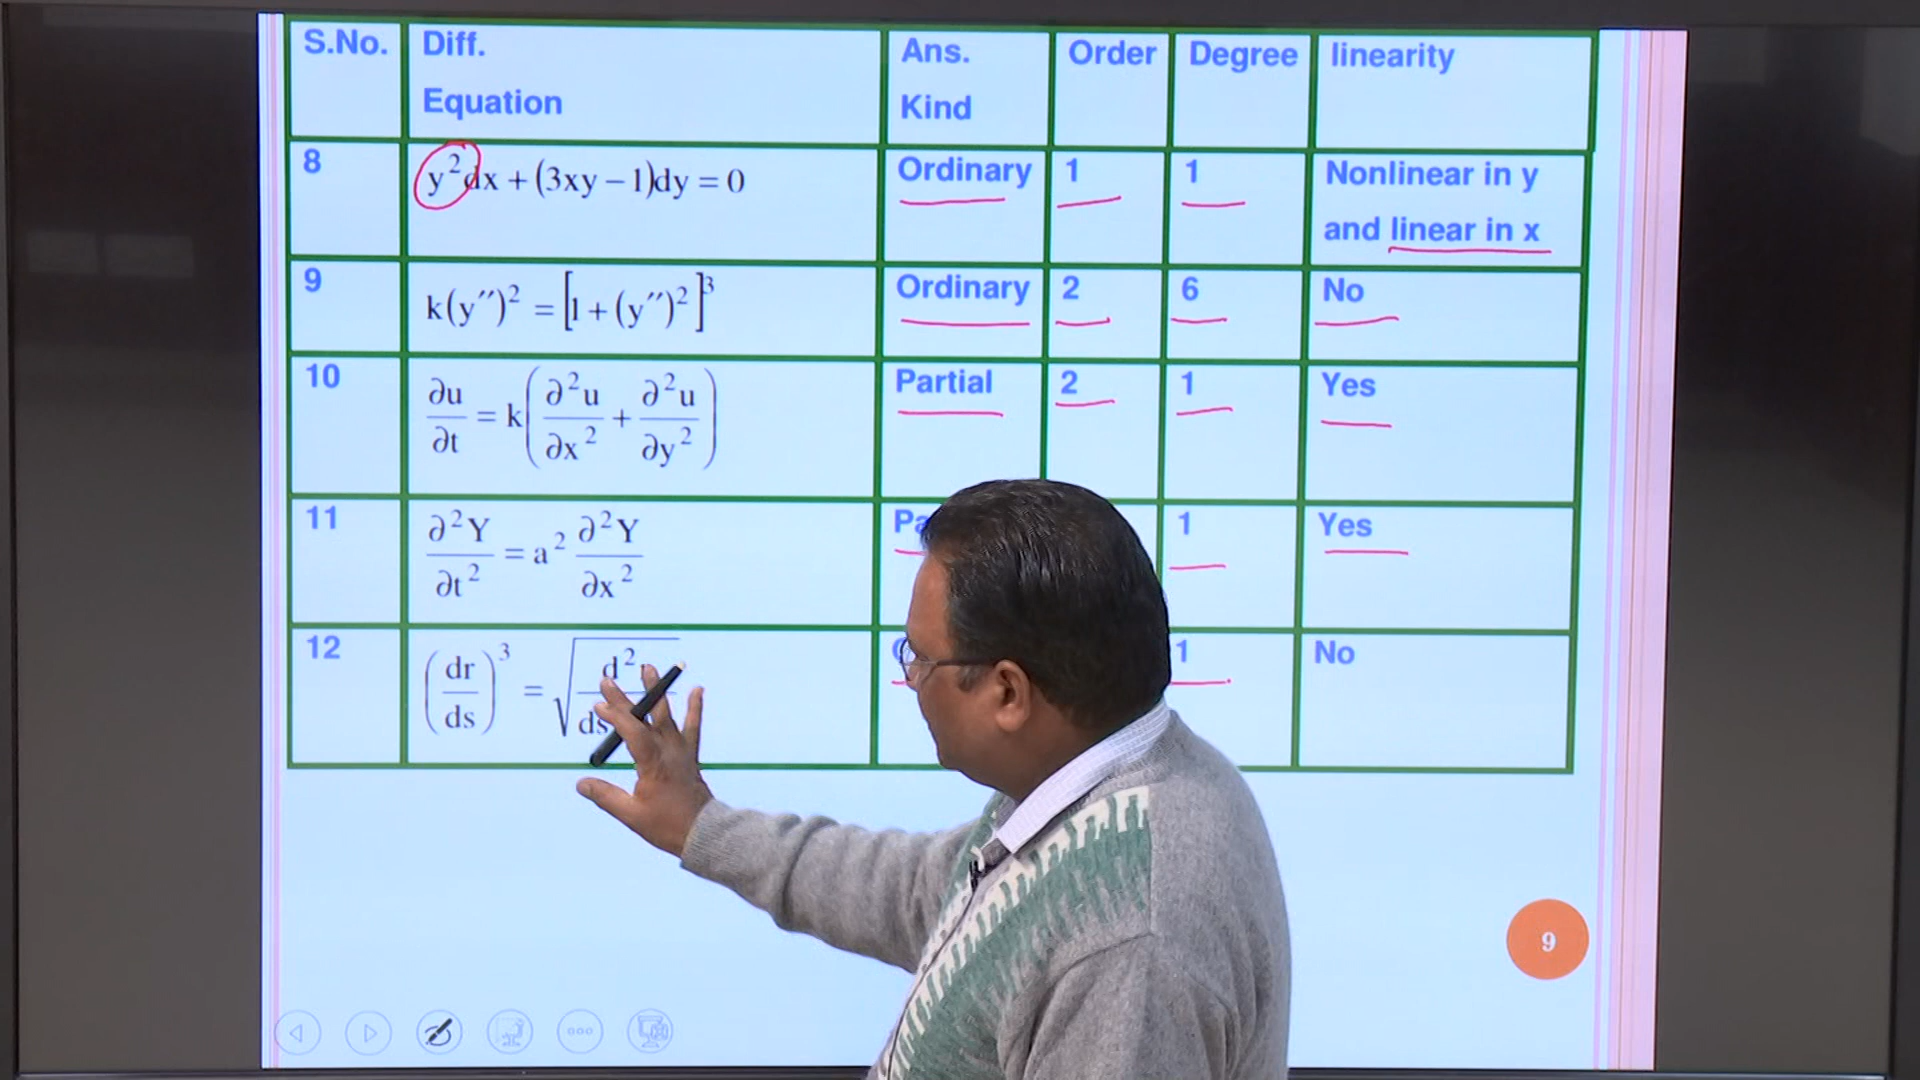 S.No. Diff. Equation Ans. Kind Order Degree linearity
8 y²dx + (3xy − 1)dy = 0 Ordinary 1 1 Nonlinear in y and linear in x
9 k(y″)² = [1 + (y″)²]³ Ordinary 2 6 No
10 ∂u/∂t = k(∂²u/∂x² + ∂²u/∂y²) Partial 2 1 Yes
11 ∂²Y/∂t² = a² ∂²Y/∂x² 1 Yes
12 (dr/ds)³ = √ d² ds 1 No
9